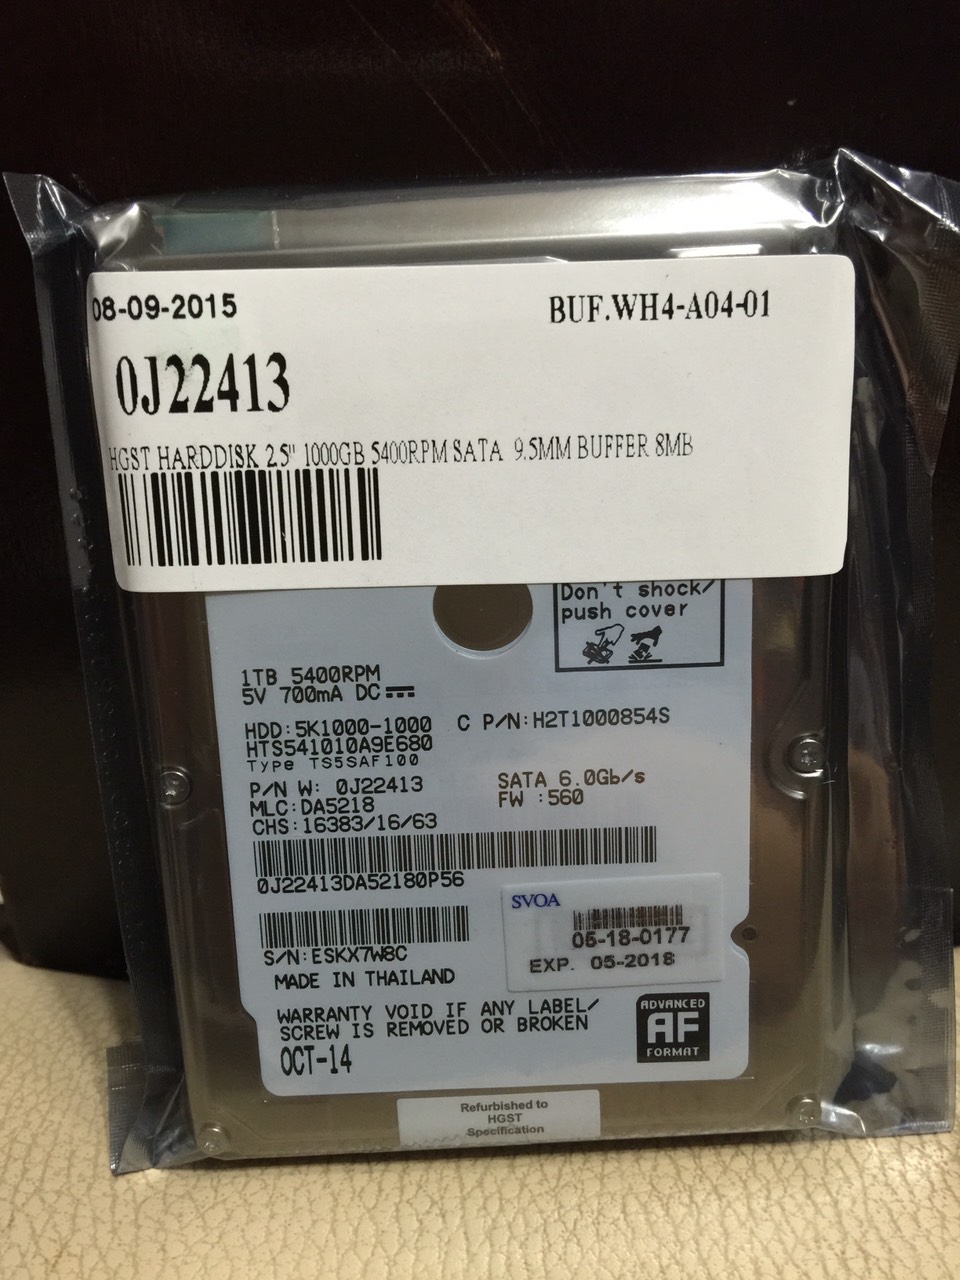 08-09-2015
BUF.WH4-A04-01
0J22413
HGST HARDDISK 2.5" 1000GB 5400RPM SATA 9.5MM BUFFER 8MB
Don't shock/
push cover
1TB 5400RPM
5V 700mA DC
HDD:5K1000-1000 C P/N:H2T1000854S
HTS541010A9E680
Type TS5SAF100
P/N W: 0J22413
SATA 6.0Gb/s
MLC:DA5218
FW :560
CHS:16383/16/63
0J22413DA52180P56
SVOA
05-18-0177
EXP. 05-2018
S/N:ESKX7W8C
MADE IN THAILAND
WARRANTY VOID IF ANY LABEL/
SCREW IS REMOVED OR BROKEN
OCT-14
ADVANCED
AF
FORMAT
Refurbished to
HGST
Specification